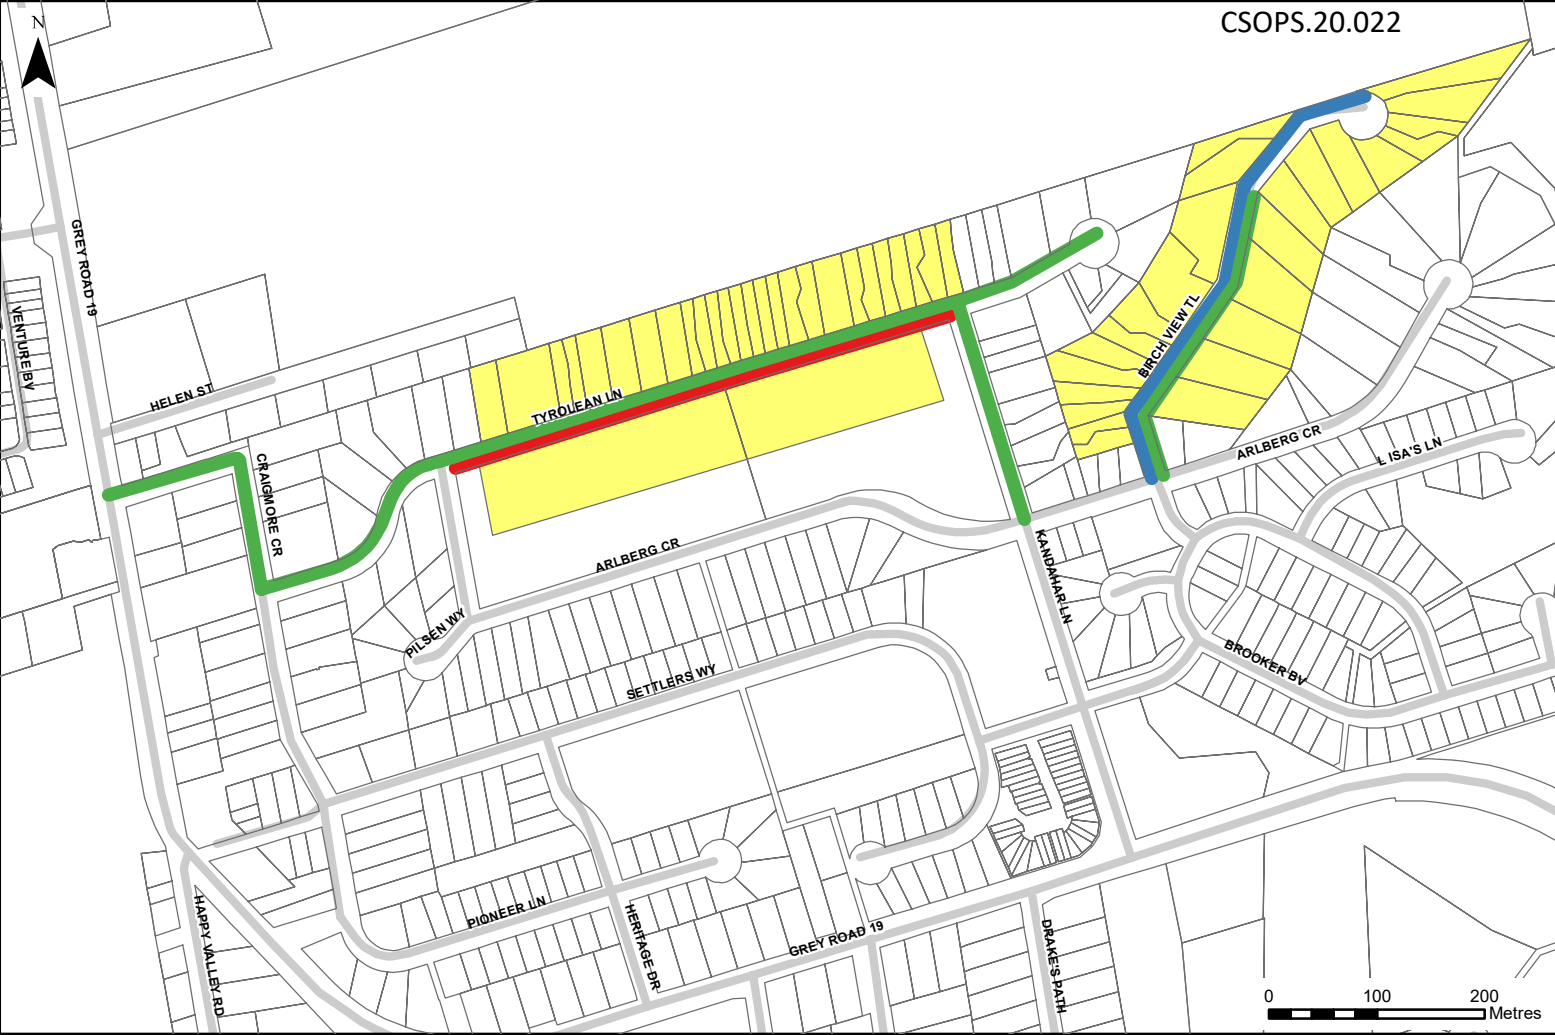 CSOPS.20.022
N
GREY ROAD 19
VENTURE BV
HELEN ST
CRAIGMORE CR
TYROLEAN LN
BIRCH VIEW TL
ARLBERG CR
L ISA'S LN
ARLBERG CR
KANDAHAR LN
PILSEN WY
BROOKER BV
SETTLERS WY
PIONEER LN
HAPPY VALLEY RD
HERITAGE DR
GREY ROAD 19
DRAKE'S PATH
0 100 200
Metres